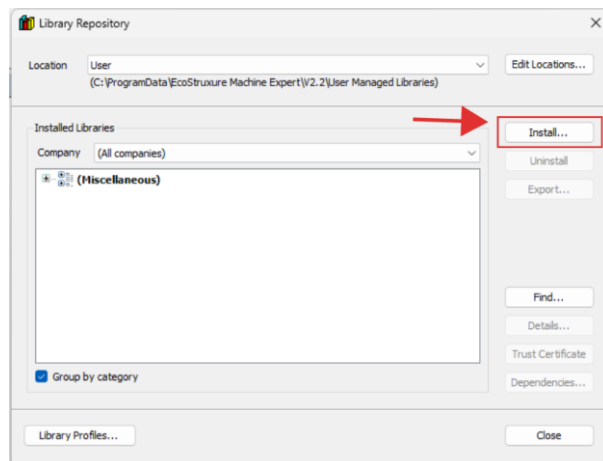 Library Repository
Location
User
Edit Locations...
(C:\ProgramData\EcoStruxure Machine Expert\V2.2\User Managed Libraries)
Installed Libraries
Install...
Company
(All companies)
Uninstall
(Miscellaneous)
Export...
Find...
Details...
Trust Certificate
Group by category
Dependencies...
Library Profiles...
Close